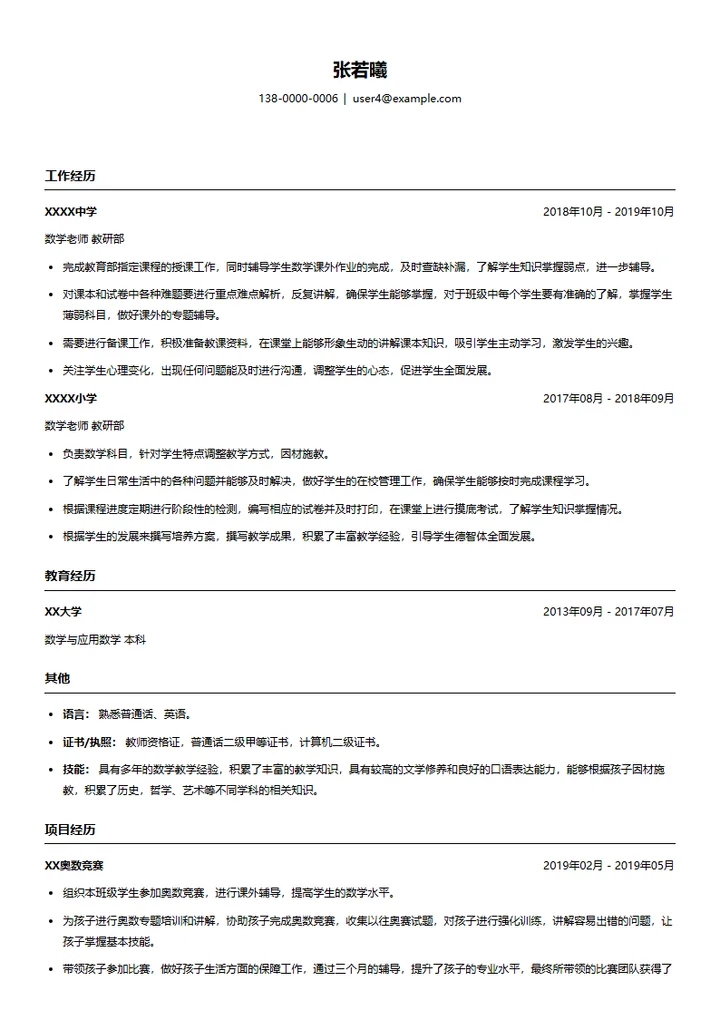 张若曦
138-0000-0006 | user4@example.com
工作经历
XXXX中学 2018年10月 - 2019年10月
数学老师 教研部
• 完成教育部指定课程的授课工作，同时辅导学生数学课外作业的完成，及时查缺补漏，了解学生知识掌握弱点，进一步辅导。
• 对课本和试卷中各种难题要进行重点难点解析，反复讲解，确保学生能够掌握，对于班级中每个学生要有准确的了解，掌握学生
薄弱科目，做好课外的专题辅导。
• 需要进行备课工作，积极准备教课资料，在课堂上能够形象生动的讲解课本知识，吸引学生主动学习，激发学生的兴趣。
• 关注学生心理变化，出现任何问题能及时进行沟通，调整学生的心态，促进学生全面发展。
XXXX小学 2017年08月 - 2018年09月
数学老师 教研部
• 负责数学科目，针对学生特点调整教学方式，因材施教。
• 了解学生日常生活中的各种问题并能够及时解决，做好学生的在校管理工作，确保学生能够按时完成课程学习。
• 根据课程进度定期进行阶段性的检测，编写相应的试卷并及时打印，在课堂上进行摸底考试，了解学生知识掌握情况。
• 根据学生的发展来撰写培养方案，撰写教学成果，积累了丰富教学经验，引导学生德智体全面发展。
教育经历
XX大学 2013年09月 - 2017年07月
数学与应用数学 本科
其他
• 语言： 熟悉普通话、英语。
• 证书/执照： 教师资格证，普通话二级甲等证书，计算机二级证书。
• 技能： 具有多年的数学教学经验，积累了丰富的教学知识，具有较高的文学修养和良好的口语表达能力，能够根据孩子因材施
教，积累了历史，哲学、艺术等不同学科的相关知识。
项目经历
XX奥数竞赛 2019年02月 - 2019年05月
• 组织本班级学生参加奥数竞赛，进行课外辅导，提高学生的数学水平。
• 为孩子进行奥数专题培训和讲解，协助孩子完成奥数竞赛，收集以往奥赛试题，对孩子进行强化训练，讲解容易出错的问题，让
孩子掌握基本技能。
• 带领孩子参加比赛，做好孩子生活方面的保障工作，通过三个月的辅导，提升了孩子的专业水平，最终所带领的比赛团队获得了